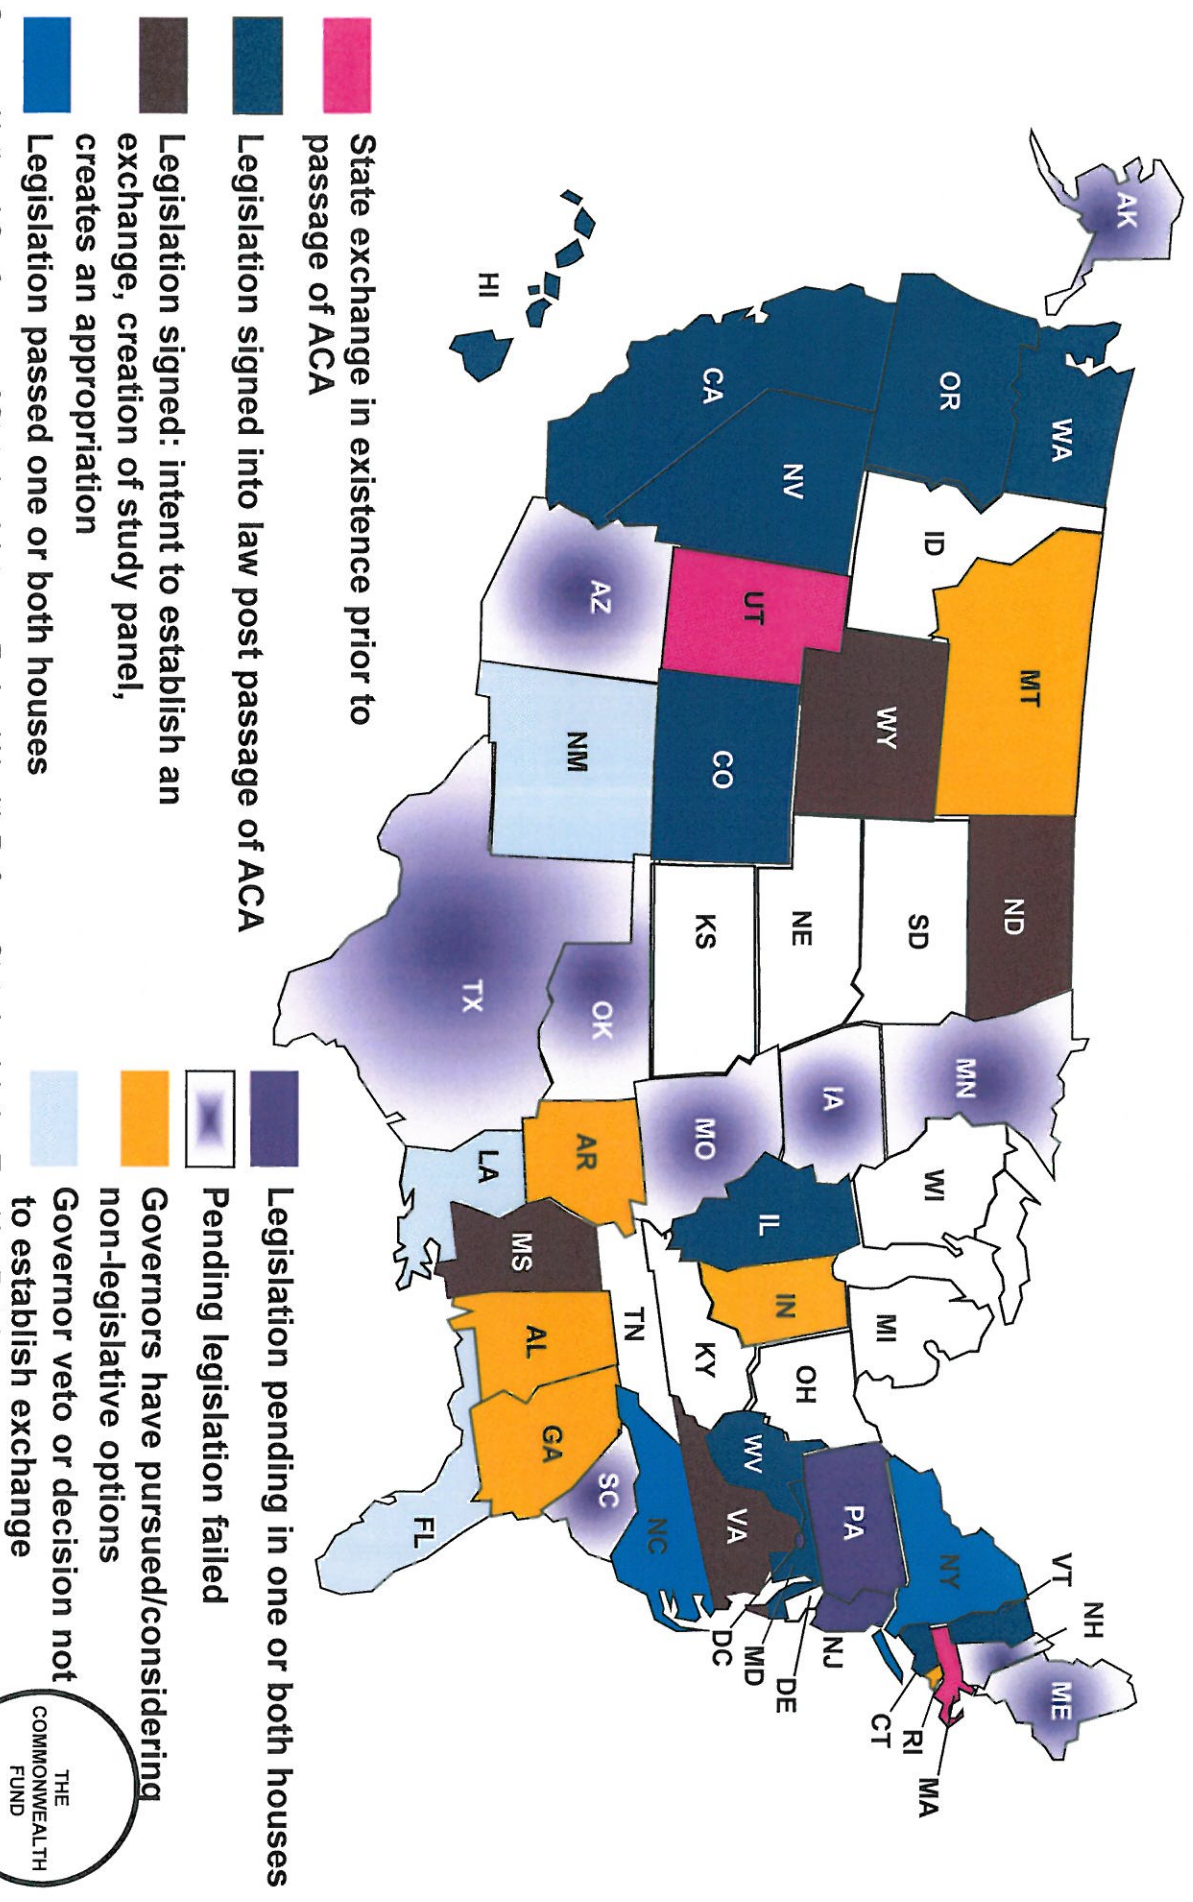 AK
HI
WA
OR
CA
NV
ID
MT
WY
UT
CO
AZ
NM
ND
SD
NE
KS
OK
TX
MN
IA
MO
AR
LA
WI
IL
MS
MI
IN
OH
KY
TN
AL
GA
FL
SC
NC
VA
WV
PA
NY
VT
NH
ME
MA
RI
CT
NJ
DE
MD
DC
State exchange in existence prior to
passage of ACA
Legislation signed into law post passage of ACA
Legislation signed: intent to establish an
exchange, creation of study panel,
creates an appropriation
Legislation passed one or both houses
Legislation pending in one or both houses
Pending legislation failed
Governors have pursued/considering
non-legislative options
Governor veto or decision not
to establish exchange
THE
COMMONWEALTH
FUND